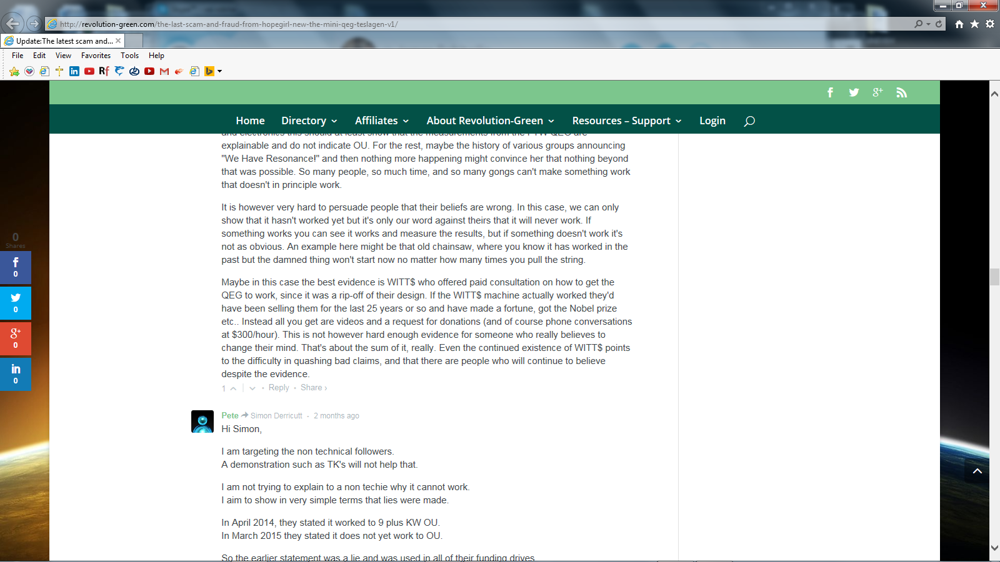 http://revolution-green.com/the-last-scam-and-fraud-from-hopegirl-new-the-mini-qeg-teslagen-v1/
Update:The latest scam and...
File Edit View Favorites Tools Help
Rf
Home Directory Affiliates About Revolution-Green Resources – Support Login
explainable and do not indicate OU. For the rest, maybe the history of various groups announcing
"We Have Resonance!" and then nothing more happening might convince her that nothing beyond
that was possible. So many people, so much time, and so many gongs can't make something work
that doesn't in principle work.
It is however very hard to persuade people that their beliefs are wrong. In this case, we can only
show that it hasn't worked yet but it's only our word against theirs that it will never work. If
something works you can see it works and measure the results, but if something doesn't work it's
not as obvious. An example here might be that old chainsaw, where you know it has worked in the
past but the damned thing won't start now no matter how many times you pull the string.
Maybe in this case the best evidence is WITT$ who offered paid consultation on how to get the
QEG to work, since it was a rip-off of their design. If the WITT$ machine actually worked they'd
have been selling them for the last 25 years or so and have made a fortune, got the Nobel prize
etc.. Instead all you get are videos and a request for donations (and of course phone conversations
at $300/hour). This is not however hard enough evidence for someone who really believes to
change their mind. That's about the sum of it, really. Even the continued existence of WITT$ points
to the difficulty in quashing bad claims, and that there are people who will continue to believe
despite the evidence.
1 • Reply • Share ›
Pete Simon Derricutt • 2 months ago
Hi Simon,
I am targeting the non technical followers.
A demonstration such as TK's will not help that.
I am not trying to explain to a non techie why it cannot work.
I aim to show in very simple terms that lies were made.
In April 2014, they stated it worked to 9 plus KW OU.
In March 2015 they stated it does not yet work to OU.
So the earlier statement was a lie and was used in all of their funding drives
0
Shares
0
0
0
0